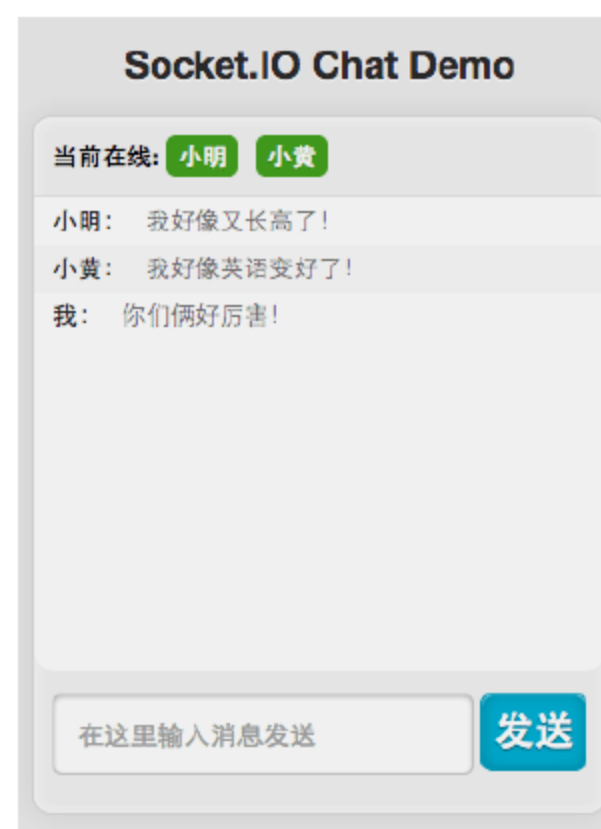 Socket.IO Chat Demo
当前在线: 小明 小黄
小明： 我好像又长高了!
小黄： 我好像英语变好了!
我： 你们俩好厉害!
在这里输入消息发送 发送